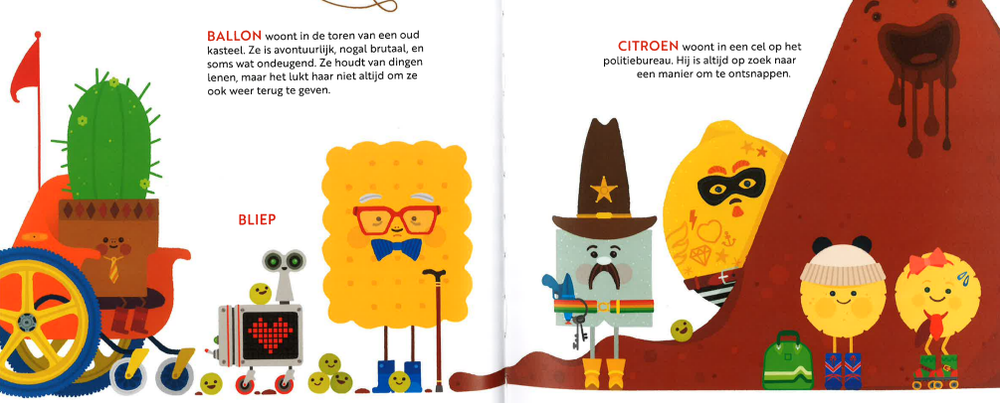 BALLON woont in de toren van een oud
kasteel. Ze is avontuurlijk, nogal brutaal, en
soms wat ondeugend. Ze houdt van dingen
lenen, maar het lukt haar niet altijd om ze
ook weer terug te geven.
BLIEP
CITROEN woont in een cel op het
politiebureau. Hij is altijd op zoek naar
een manier om te ontsnappen.